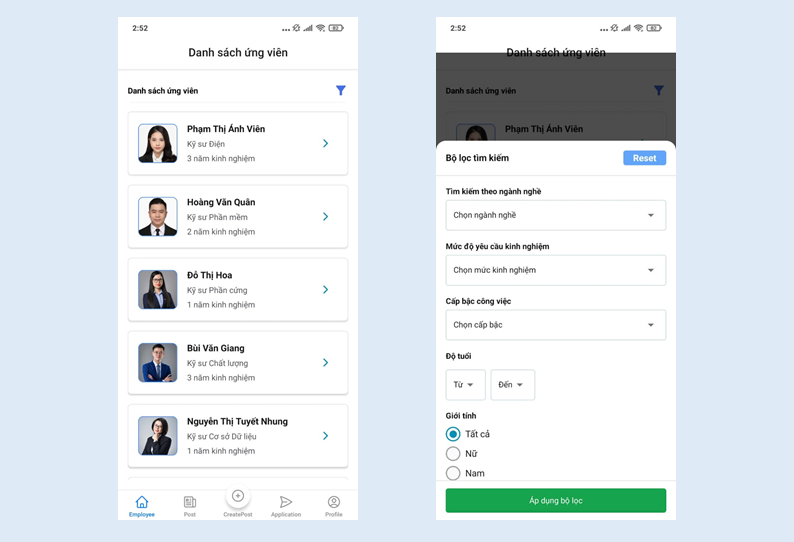 2:52
82
Danh sách ứng viên
Danh sách ứng viên
Phạm Thị Ánh Viên
Kỹ sư Điện
3 năm kinh nghiệm
Hoàng Văn Quân
Kỹ sư Phần mềm
2 năm kinh nghiệm
Đỗ Thị Hoa
Kỹ sư Phần cứng
1 năm kinh nghiệm
Bùi Văn Giang
Kỹ sư Chất lượng
3 năm kinh nghiệm
Nguyễn Thị Tuyết Nhung
Kỹ sư Cơ sở Dữ liệu
1 năm kinh nghiệm
Employee
Post
CreatePost
Application
Profile
2:52
82
Danh sách ứng viên
Danh sách ứng viên
Phạm Thị Ánh Viên
Bộ lọc tìm kiếm
Reset
Tìm kiếm theo ngành nghề
Chọn ngành nghề
Mức độ yêu cầu kinh nghiệm
Chọn mức kinh nghiệm
Cấp bậc công việc
Chọn cấp bậc
Độ tuổi
Từ
Đến
Giới tính
Tất cả
Nữ
Nam
Áp dụng bộ lọc